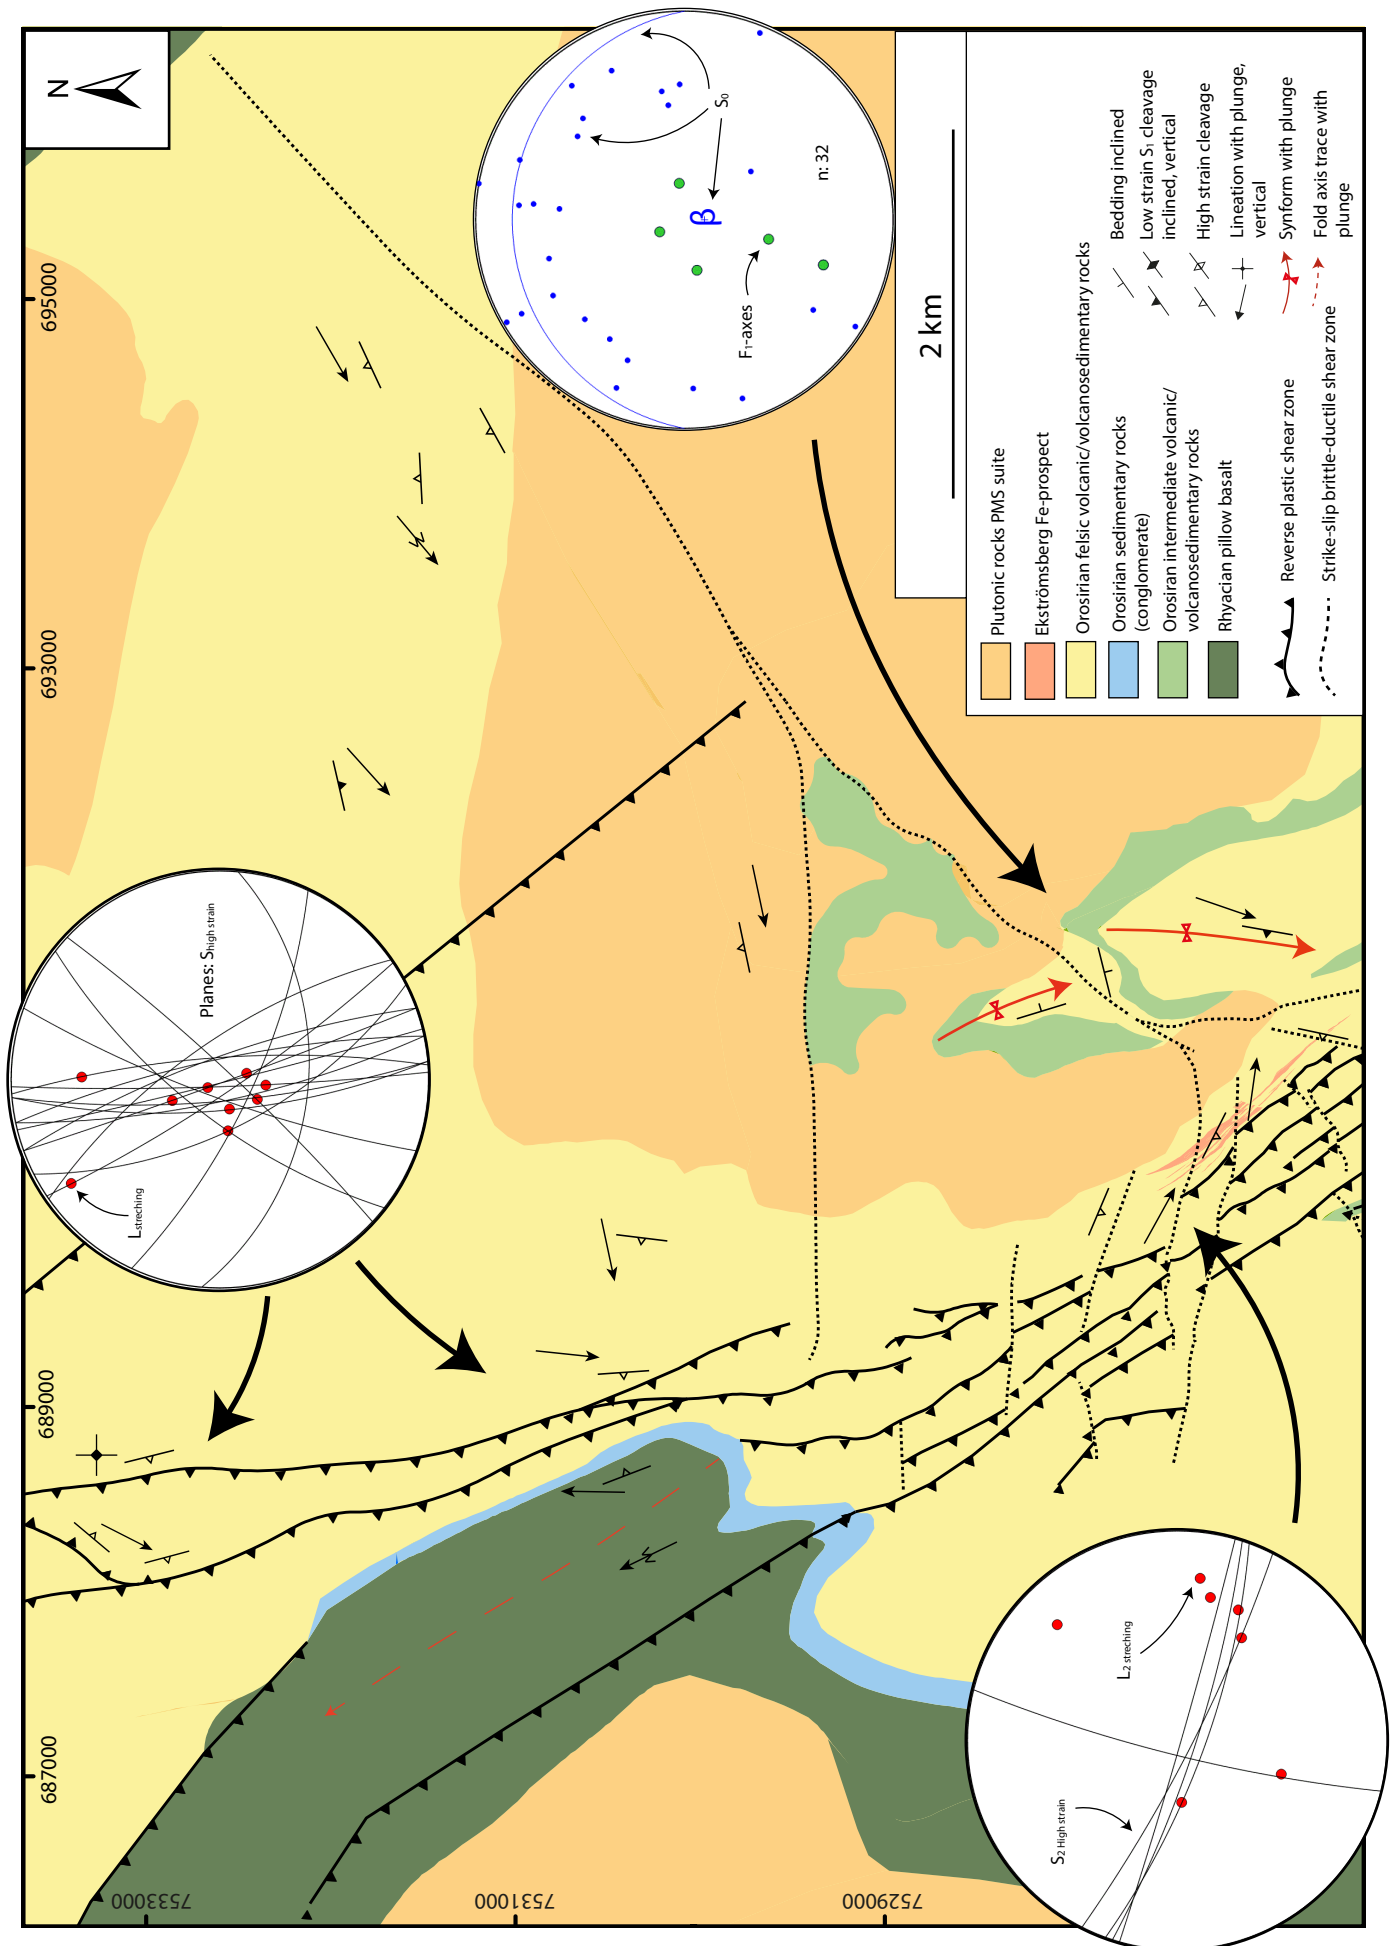 N
695000
693000
689000
687000
7533000
7531000
7529000
S0
β
n: 32
F1-axes
Planes: Shigh strain
Lstreching
S2 High strain
L2 streching
2 km
Plutonic rocks PMS suite
Ekströmsberg Fe-prospect
Orosirian felsic volcanic/volcanosedimentary rocks
Orosirian sedimentary rocks
(conglomerate)
Orosiran intermediate volcanic/
volcanosedimentary rocks
Rhyacian pillow basalt
Reverse plastic shear zone
Strike-slip brittle-ductile shear zone
Bedding inclined
Low strain S1 cleavage
inclined, vertical
High strain cleavage
Lineation with plunge,
vertical
Synform with plunge
Fold axis trace with
plunge